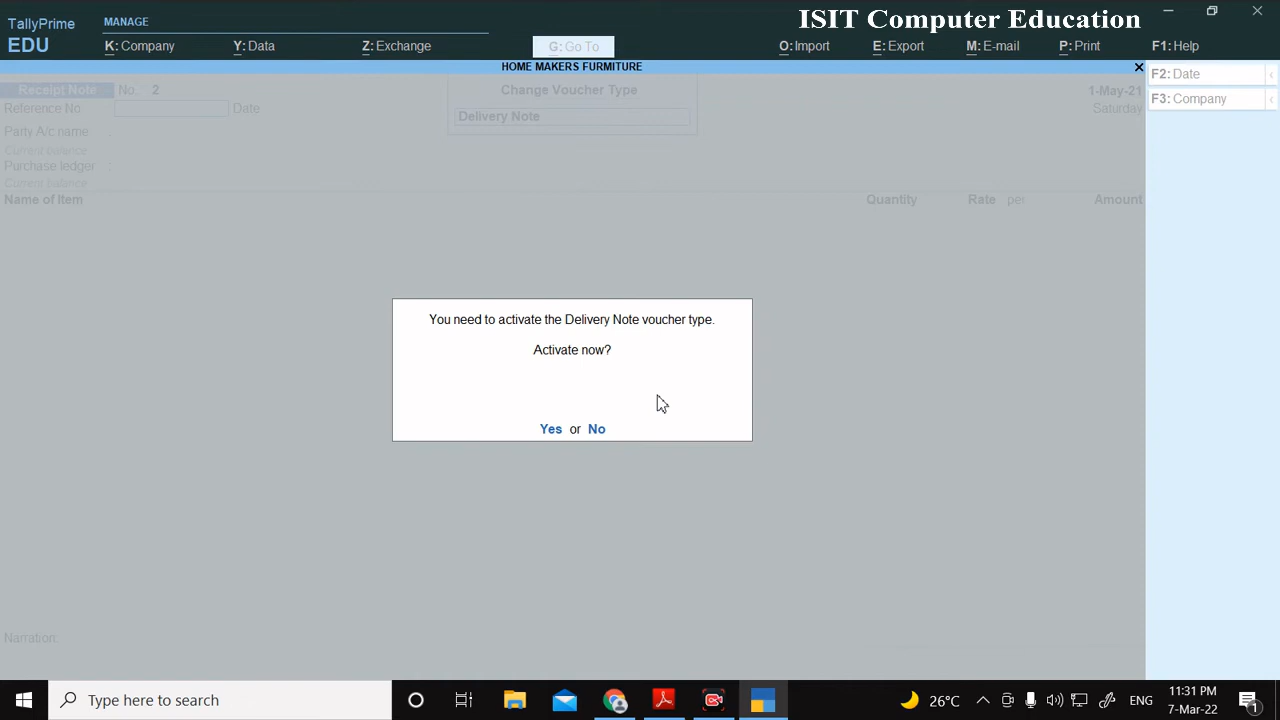 ISIT Computer Education
TallyPrime
EDU
MANAGE
K: Company
Y: Data
Z: Exchange
G: Go To
O: Import
E: Export
M: E-mail
P: Print
F1: Help
HOME MAKERS FURMITURE
F2: Date
F3: Company
Receipt Note No. 2
Change Voucher Type
1-May-21
Reference No
Date
Delivery Note
Saturday
Party A/c name :
Current balance
Purchase ledger :
Current balance
Name of Item
Quantity Rate per Amount
You need to activate the Delivery Note voucher type.
Activate now?
Yes or No
Narration:
Type here to search
26°C
ENG
11:31 PM
7-Mar-22
1